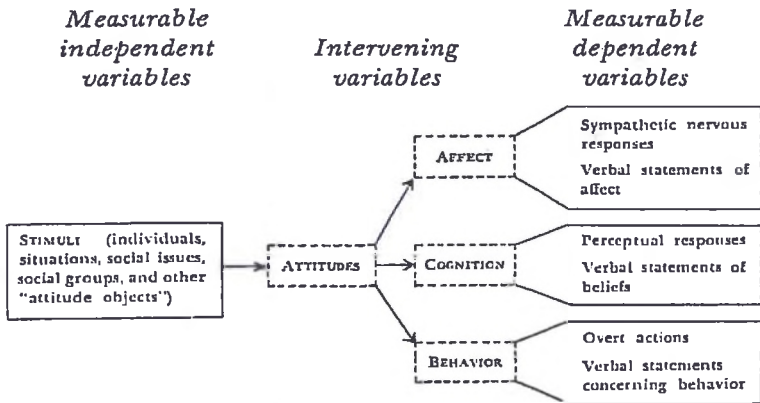 Measurable
independent
variables
Intervening
variables
Measurable
dependent
variables
STIMULI (individuals,
situations, social issues,
social groups, and other
"attitude objects")
ATTITUDES
AFFECT
Sympathetic nervous
responses
Verbal statements of
affect
COGNITION
Perceptual responses
Verbal statements of
beliefs
BEHAVIOR
Overt actions
Verbal statements
concerning behavior